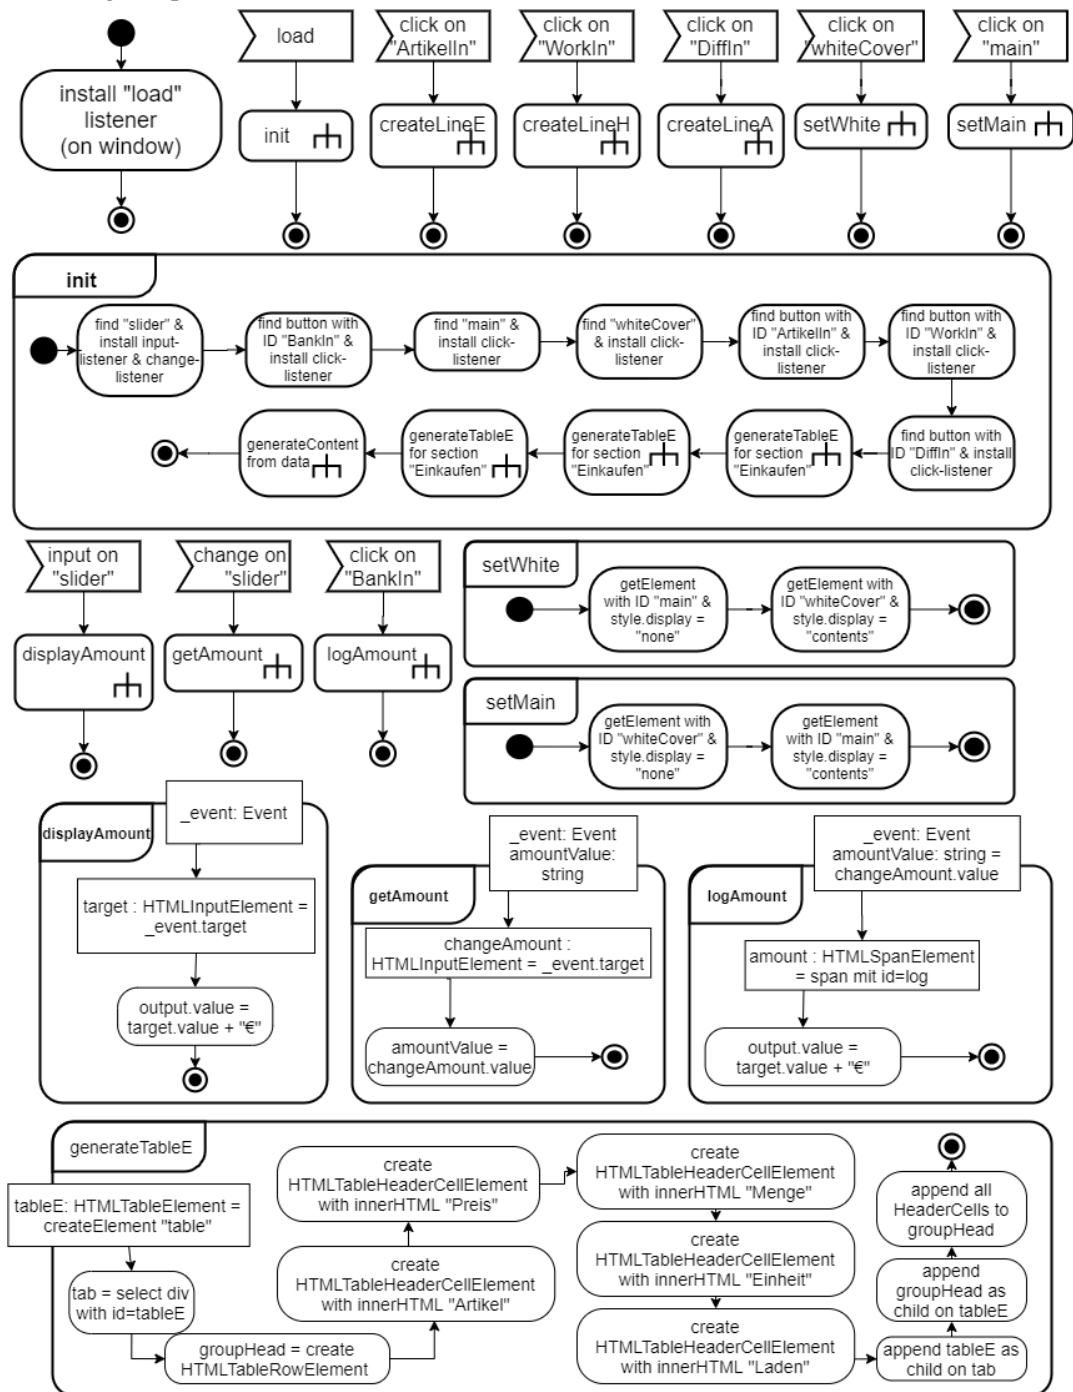 install "load"
listener
(on window)
load
init
click on
"ArtikelIn"
createLineE
click on
"WorkIn"
createLineH
click on
"DiffIn"
createLineA
click on
"whiteCover"
setWhite
click on
"main"
setMain
init
find "slider" &
install input-
listener & change-
listener
find button with
ID "BankIn" &
install click-
listener
find "main" &
install click-
listener
find "whiteCover"
& install click-
listener
find button with
ID "ArtikelIn"
& install click-
listener
find button with
ID "WorkIn"
& install click-
listener
find button with
ID "DiffIn" & install
click-listener
generateTableE
for section
"Einkaufen"
generateTableE
for section
"Einkaufen"
generateTableE
for section
"Einkaufen"
generateContent
from data
input on
"slider"
displayAmount
change on
"slider"
getAmount
click on
"BankIn"
logAmount
setWhite
getElement
with ID "main" &
style.display =
"none"
getElement with
ID "whiteCover" &
style.display =
"contents"
setMain
getElement with
ID "whiteCover" &
style.display =
"none"
getElement
with ID "main" &
style.display =
"contents"
displayAmount
_event: Event
target : HTMLInputElement =
_event.target
output.value =
target.value + "€"
getAmount
_event: Event
amountValue:
string
changeAmount :
HTMLInputElement = _event.target
amountValue =
changeAmount.value
logAmount
_event: Event
amountValue: string =
changeAmount.value
amount : HTMLSpanElement
= span mit id=log
output.value =
target.value + "€"
generateTableE
tableE: HTMLTableElement =
createElement "table"
tab = select div
with id=tableE
groupHead = create
HTMLTableRowElement
create
HTMLTableHeaderCellElement
with innerHTML "Artikel"
create
HTMLTableHeaderCellElement
with innerHTML "Preis"
create
HTMLTableHeaderCellElement
with innerHTML "Menge"
create
HTMLTableHeaderCellElement
with innerHTML "Einheit"
create
HTMLTableHeaderCellElement
with innerHTML "Laden"
append tableE as
child on tab
append
groupHead as
child on tableE
append all
HeaderCells to
groupHead